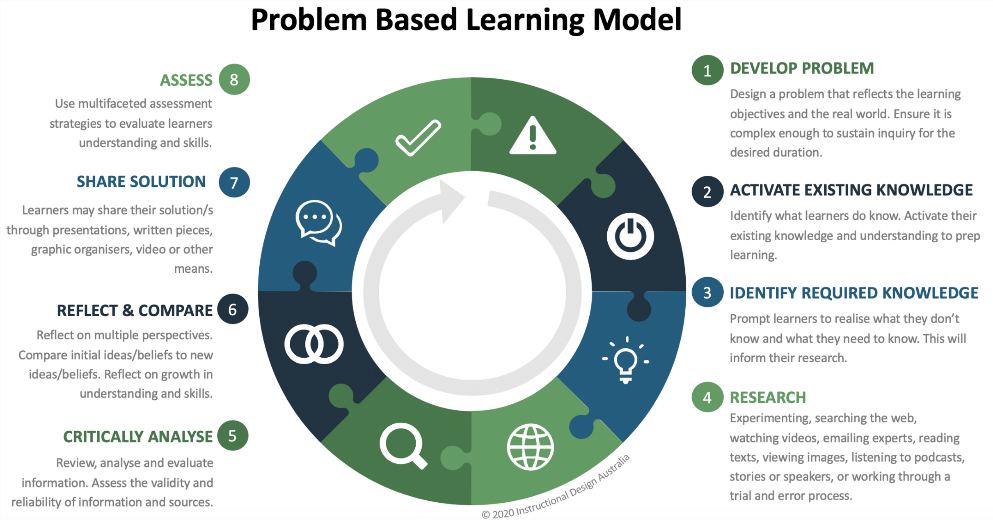 Problem Based Learning Model
1
DEVELOP PROBLEM
Design a problem that reflects the learning
objectives and the real world. Ensure it is
complex enough to sustain inquiry for the
desired duration.
2
ACTIVATE EXISTING KNOWLEDGE
Identify what learners do know. Activate their
existing knowledge and understanding to prep
learning.
3
IDENTIFY REQUIRED KNOWLEDGE
Prompt learners to realise what they don’t
know and what they need to know. This will
inform their research.
4
RESEARCH
Experimenting, searching the web,
watching videos, emailing experts, reading
texts, viewing images, listening to podcasts,
stories or speakers, or working through a
trial and error process.
CRITICALLY ANALYSE
5
Review, analyse and evaluate
information. Assess the validity and
reliability of information and sources.
REFLECT & COMPARE
6
Reflect on multiple perspectives.
Compare initial ideas/beliefs to new
ideas/beliefs. Reflect on growth in
understanding and skills.
SHARE SOLUTION
7
Learners may share their solution/s
through presentations, written pieces,
graphic organisers, video or other
means.
ASSESS
8
Use multifaceted assessment
strategies to evaluate learners
understanding and skills.
© 2020 Instructional Design Australia